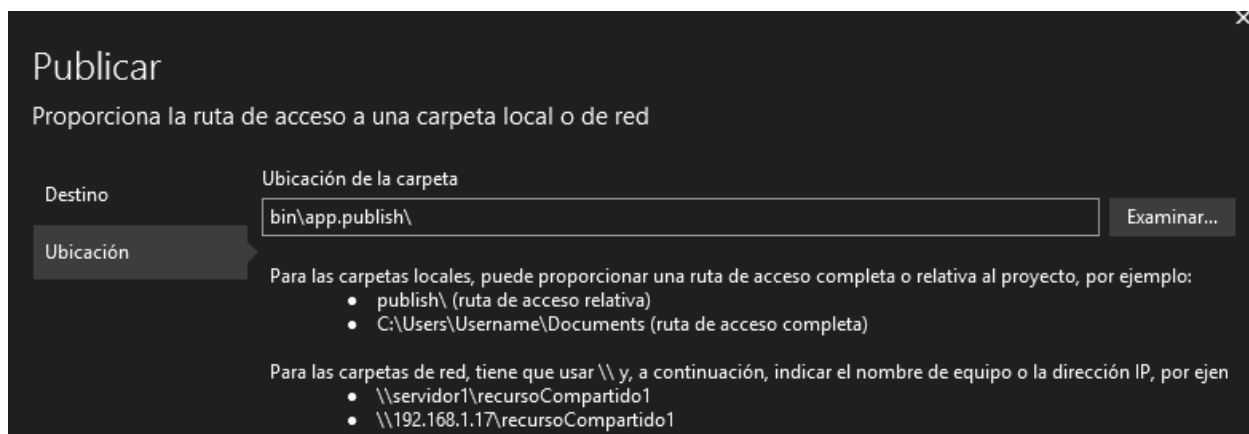 Publicar
Proporciona la ruta de acceso a una carpeta local o de red
Destino
Ubicación
Ubicación de la carpeta
bin\app.publish\
Examinar...
Para las carpetas locales, puede proporcionar una ruta de acceso completa o relativa al proyecto, por ejemplo:
● publish\ (ruta de acceso relativa)
● C:\Users\Username\Documents (ruta de acceso completa)
Para las carpetas de red, tiene que usar \\ y, a continuación, indicar el nombre de equipo o la dirección IP, por ejen
● \\servidor1\recursoCompartido1
● \\192.168.1.17\recursoCompartido1